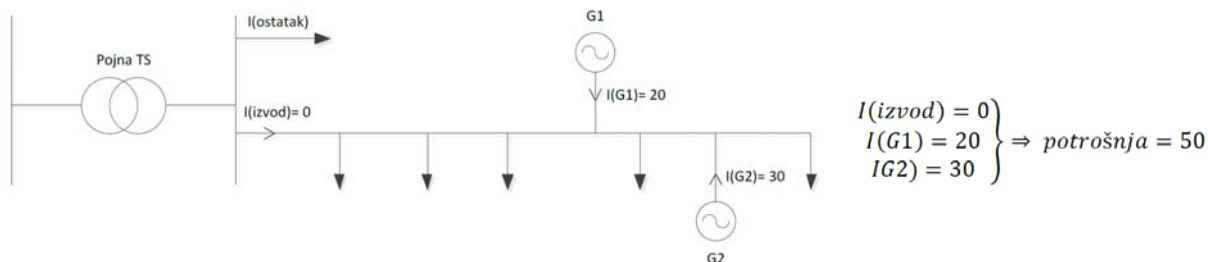 I(ostatak)
G1
Pojna TS
I(G1)= 20
I(izvod)= 0
I(G2)= 30
G2
I(izvod) = 0
I(G1) = 20
IG2) = 30
⇒ potrošnja = 50